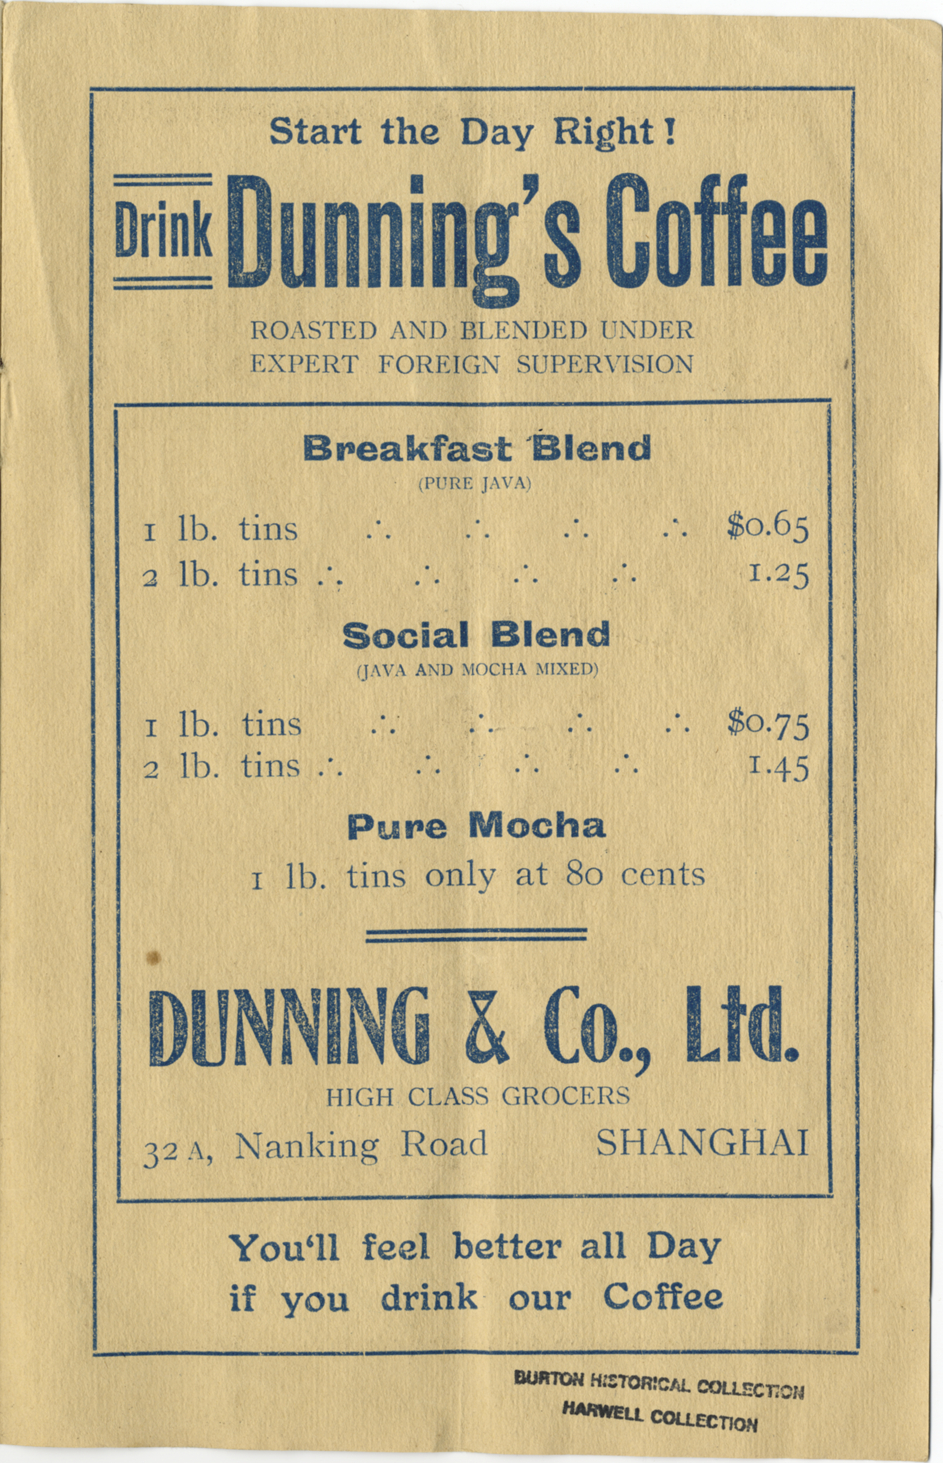 Start the Day Right!
Drink Dunning's Coffee
ROASTED AND BLENDED UNDER
EXPERT FOREIGN SUPERVISION
Breakfast Blend
(PURE JAVA)
1 lb. tins ∴ ∴ ∴ ∴ $0.65
2 lb. tins ∴ ∴ ∴ ∴ 1.25
Social Blend
(JAVA AND MOCHA MIXED)
1 lb. tins ∴ ∴ ∴ ∴ $0.75
2 lb. tins ∴ ∴ ∴ ∴ 1.45
Pure Mocha
1 lb. tins only at 80 cents
DUNNING & Co., Ltd.
HIGH CLASS GROCERS
32 A, Nanking Road SHANGHAI
You‘ll feel better all Day
if you drink our Coffee
BURTON HISTORICAL COLLECTION
HARWELL COLLECTION